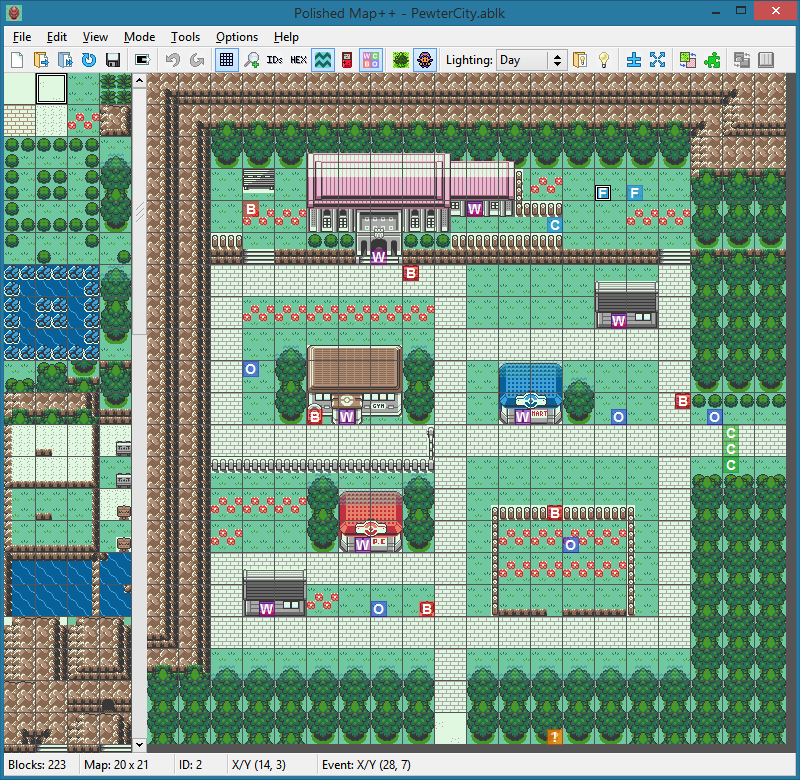 Polished Map++ - PewterCity.ablk
File Edit View Mode Tools Options Help
IDs HEX W C B O Lighting: Day
F F
B W
C
W
B
W
O
B W GYM W MART O B O
C
C
C
B
W P.C O
W O B
!
Blocks: 223 Map: 20 x 21 ID: 2 X/Y (14, 3) Event: X/Y (28, 7)